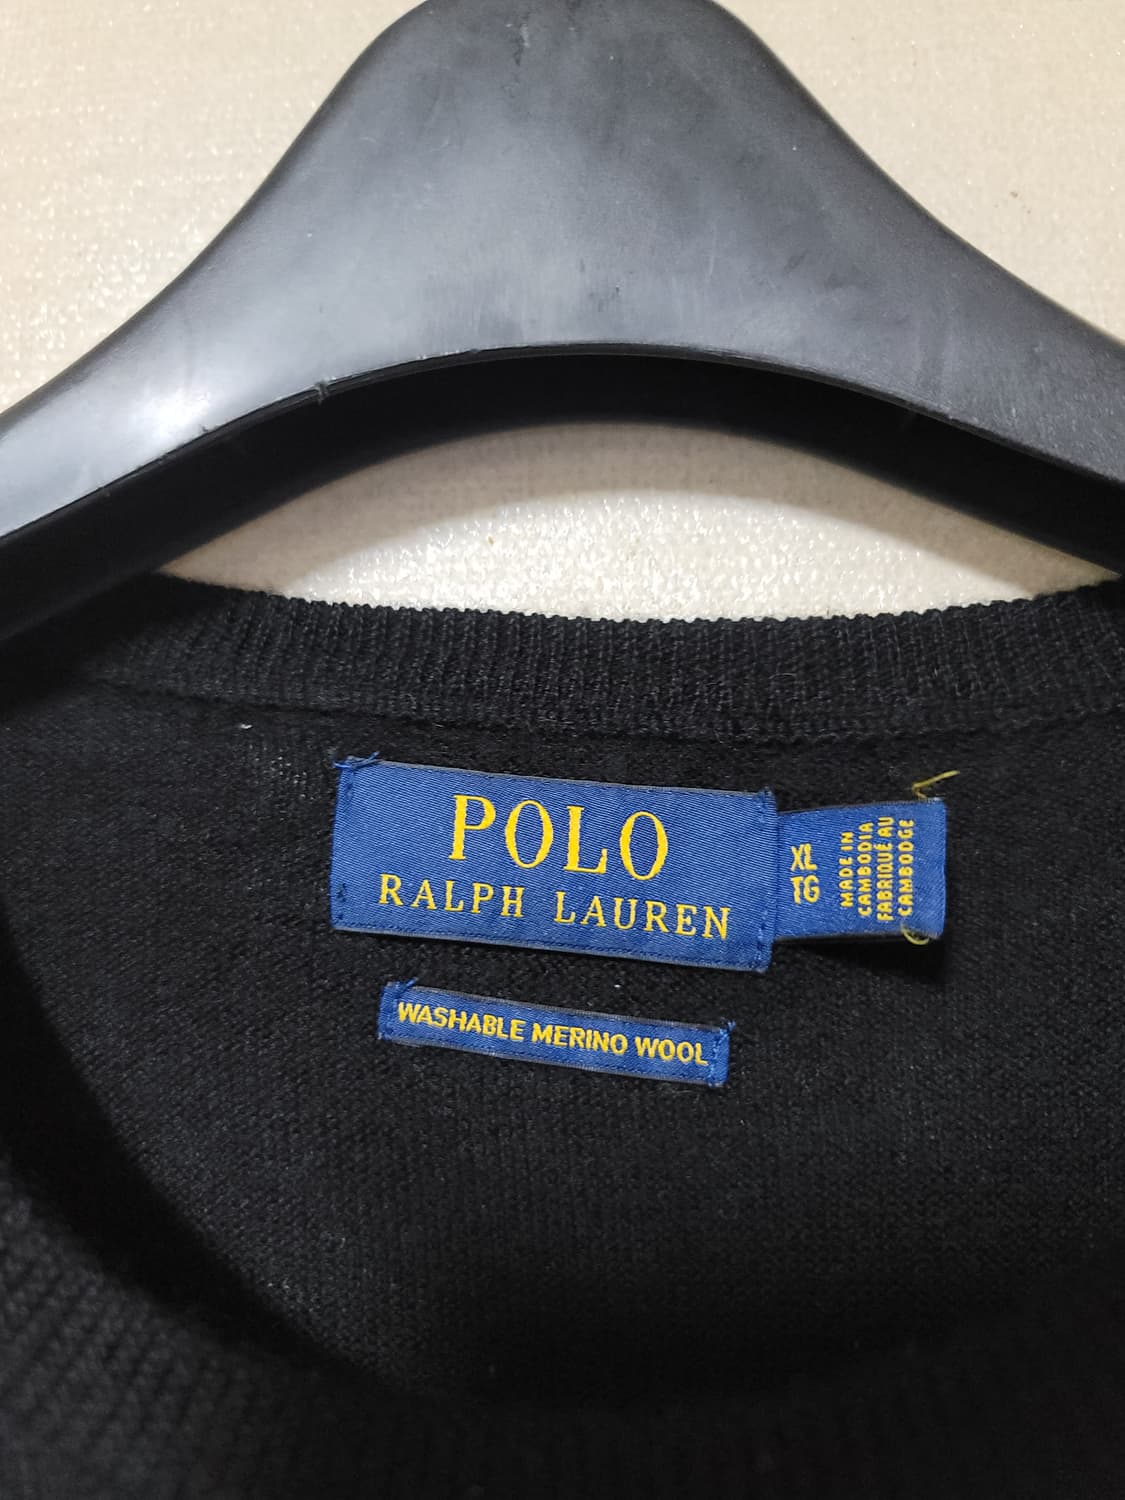 POLO
RALPH LAUREN
XL
TG
MADE IN
CAMBODIA
FABRIQUÉ AU
CAMBODGE
WASHABLE MERINO WOOL